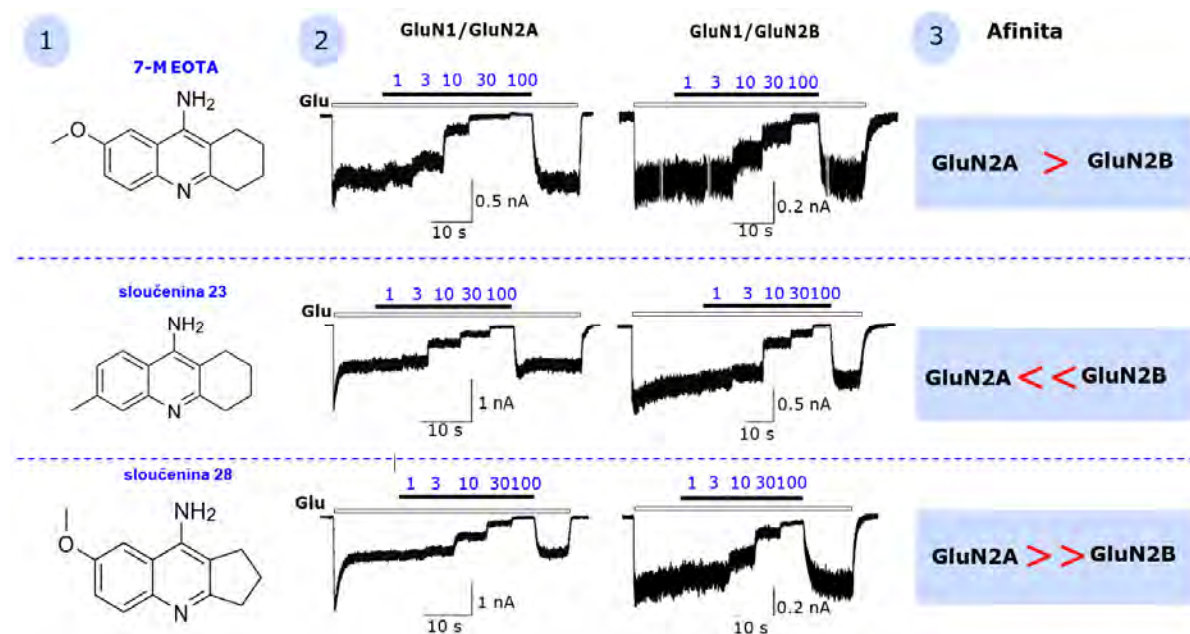 1
2
GluN1/GluN2A
GluN1/GluN2B
3
Afinita
7-MEOTA
NH2
O
N
1 3 10 30 100
Glu
0.5 nA
10 s
1 3 10 30 100
0.2 nA
10 s
GluN2A > GluN2B
sloučenina 23
NH2
N
1 3 10 30 100
Glu
1 nA
10 s
1 3 10 30 100
0.5 nA
10 s
GluN2A < < GluN2B
sloučenina 28
NH2
O
N
1 3 10 30 100
Glu
1 nA
10 s
1 3 10 30 100
0.2 nA
10 s
GluN2A > > GluN2B